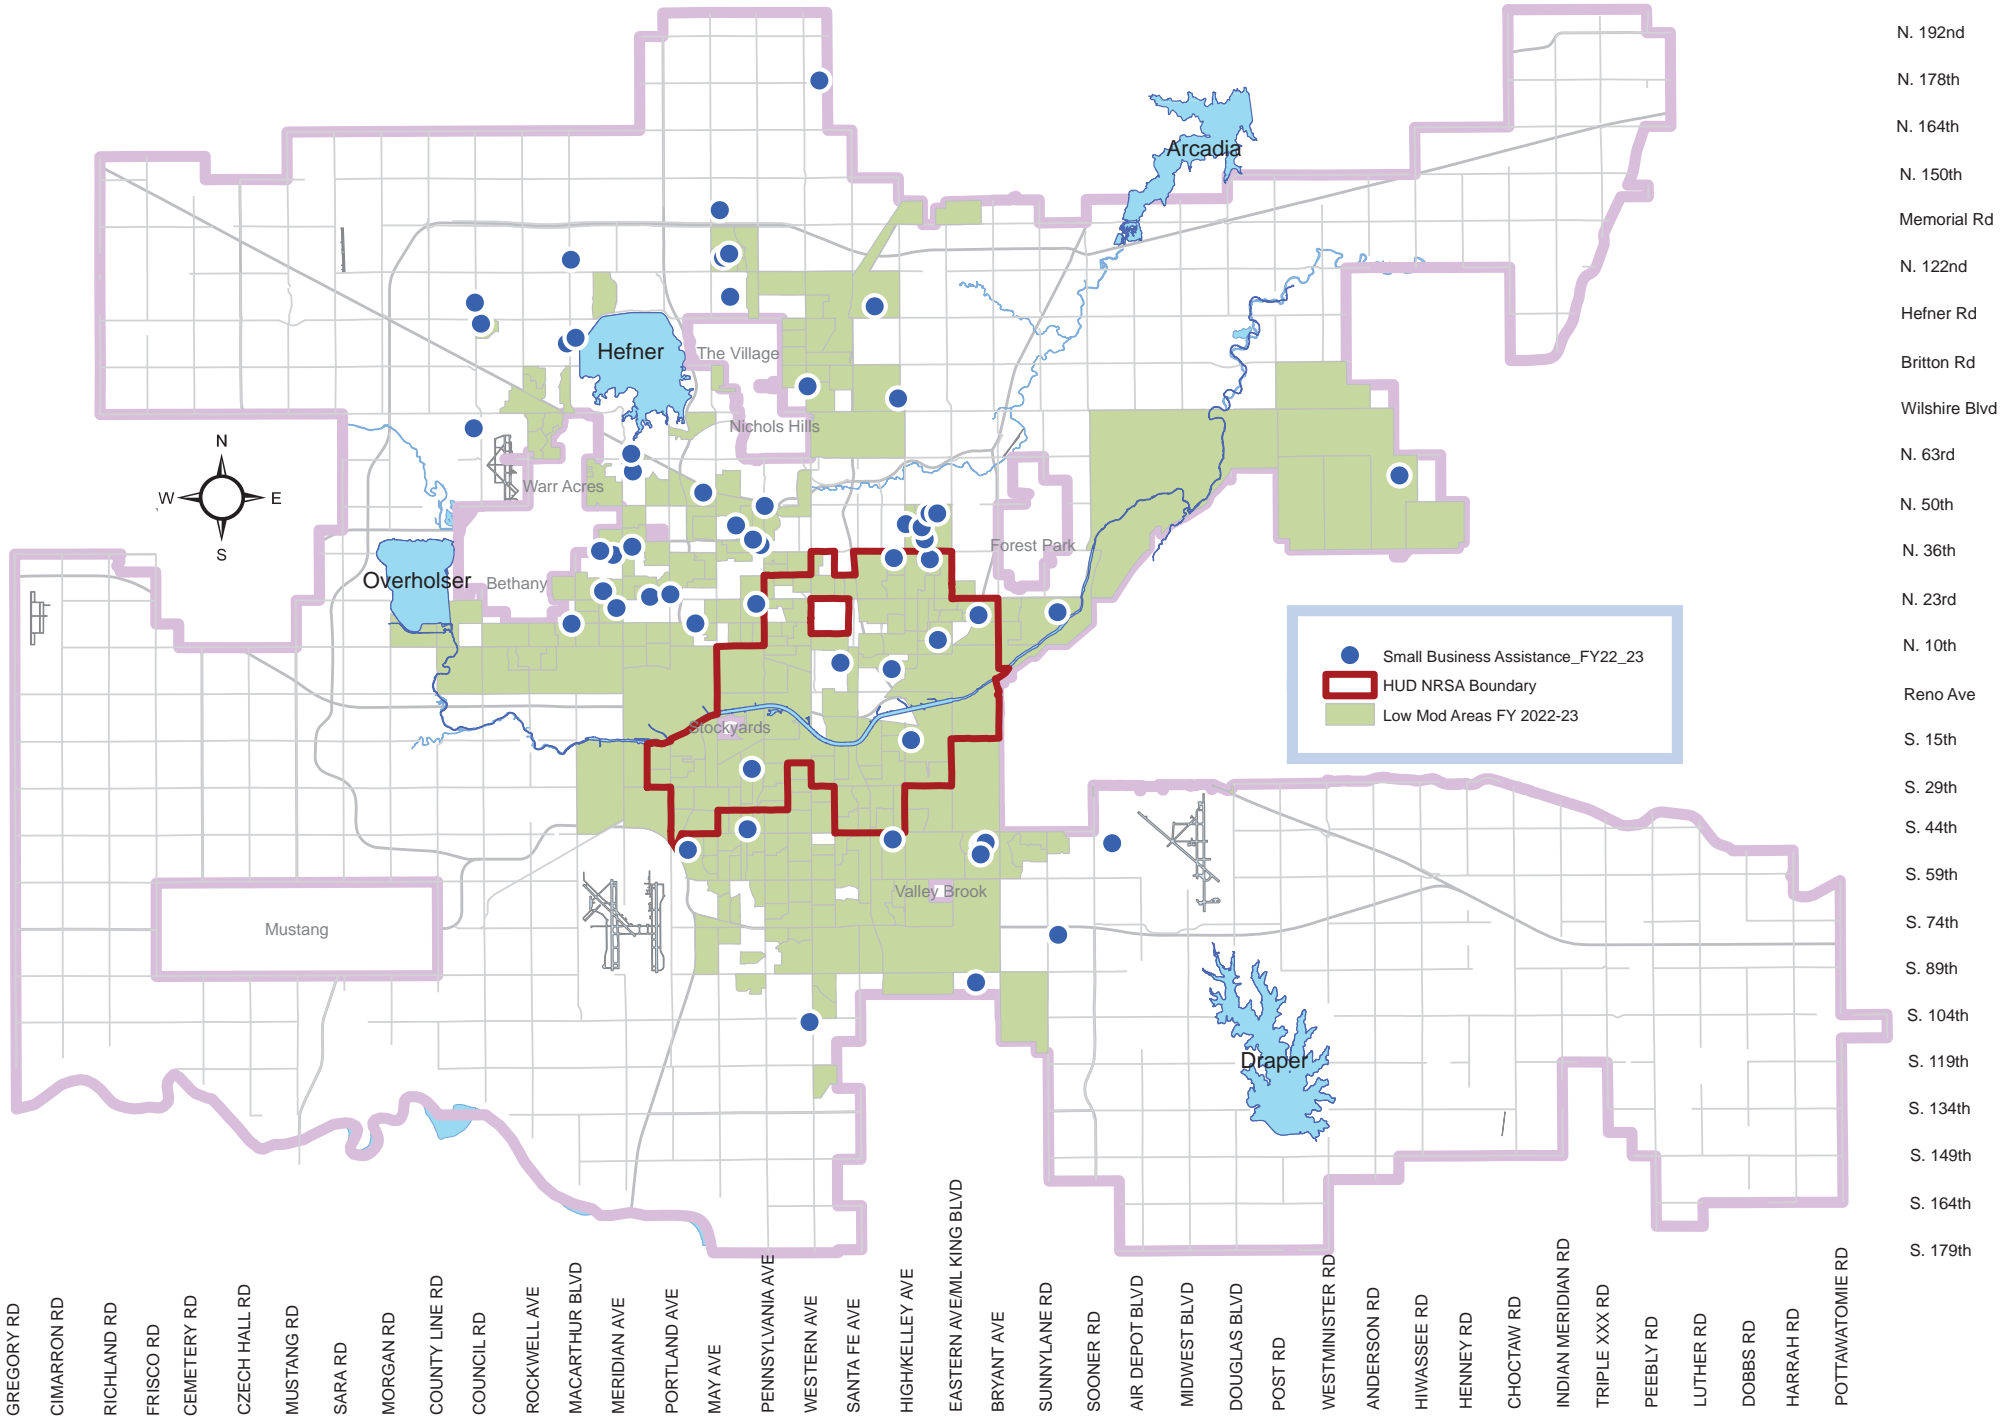 N. 192nd
N. 178th
N. 164th
N. 150th
Memorial Rd
N. 122nd
Hefner Rd
Britton Rd
Wilshire Blvd
N. 63rd
N. 50th
N. 36th
N. 23rd
N. 10th
Reno Ave
S. 15th
S. 29th
S. 44th
S. 59th
S. 74th
S. 89th
S. 104th
S. 119th
S. 134th
S. 149th
S. 164th
S. 179th
Arcadia
Hefner
The Village
Nichols Hills
Warr Acres
N
W
E
S
Overholser
Bethany
Forest Park
Stockyards
Valley Brook
Mustang
Draper
Small Business Assistance_FY22_23
HUD NRSA Boundary
Low Mod Areas FY 2022-23
GREGORY RD
CIMARRON RD
RICHLAND RD
FRISCO RD
CEMETERY RD
CZECH HALL RD
MUSTANG RD
SARA RD
MORGAN RD
COUNTY LINE RD
COUNCIL RD
ROCKWELL AVE
MACARTHUR BLVD
MERIDIAN AVE
PORTLAND AVE
MAY AVE
PENNSYLVANIA AVE
WESTERN AVE
SANTA FE AVE
HIGH/KELLEY AVE
EASTERN AVE/ML KING BLVD
BRYANT AVE
SUNNYLANE RD
SOONER RD
AIR DEPOT BLVD
MIDWEST BLVD
DOUGLAS BLVD
POST RD
WESTMINISTER RD
ANDERSON RD
HIWASSEE RD
HENNEY RD
CHOCTAW RD
INDIAN MERIDIAN RD
TRIPLE XXX RD
PEEBLY RD
LUTHER RD
DOBBS RD
HARRAH RD
POTTAWATOMIE RD